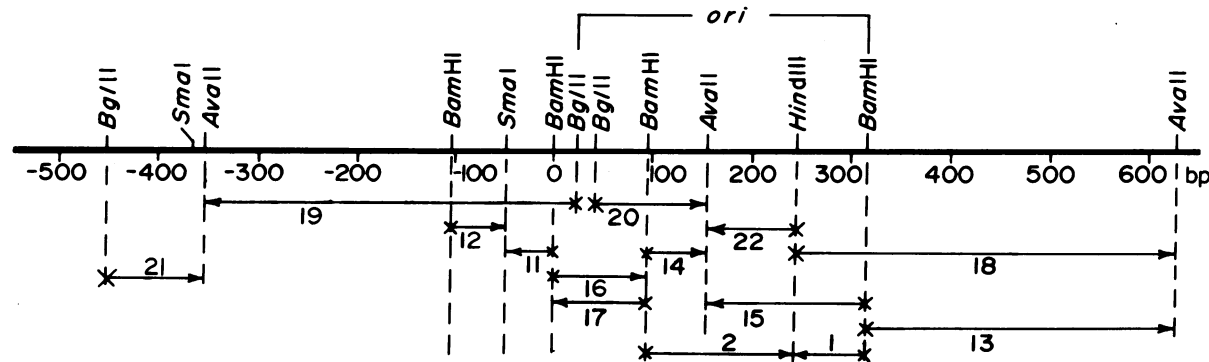 ori
BglII SmaI AvaII BamHI SmaI BamHI BglII BglII BamHI AvaII HindIII BamHI AvaII
-500 -400 -300 -200 -100 0 100 200 300 400 500 600 bp
19 20
12 22
21 11 14 18
16
17 15 13
2 1